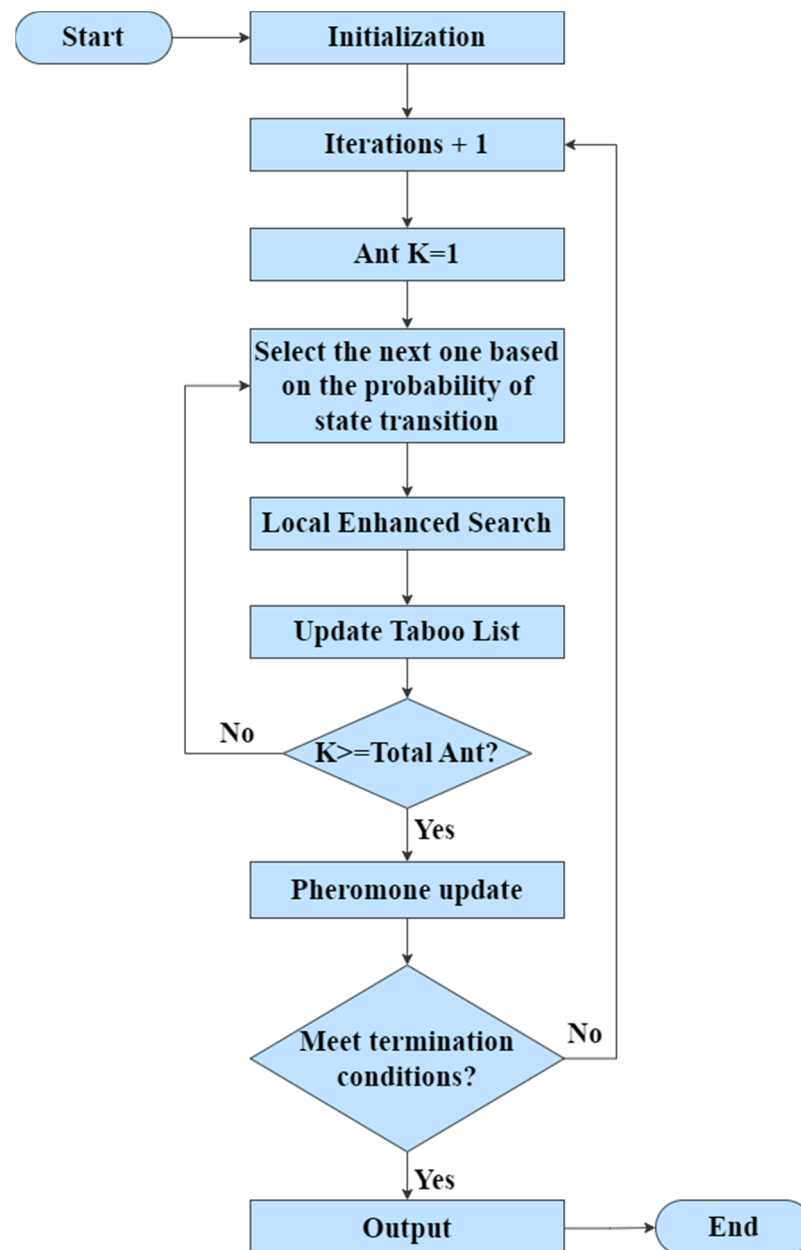 Start
Initialization
Iterations + 1
Ant K=1
Select the next one based
on the probability of
state transition
Local Enhanced Search
Update Taboo List
No
K>=Total Ant?
Yes
Pheromone update
Meet termination
conditions?
No
Yes
Output
End